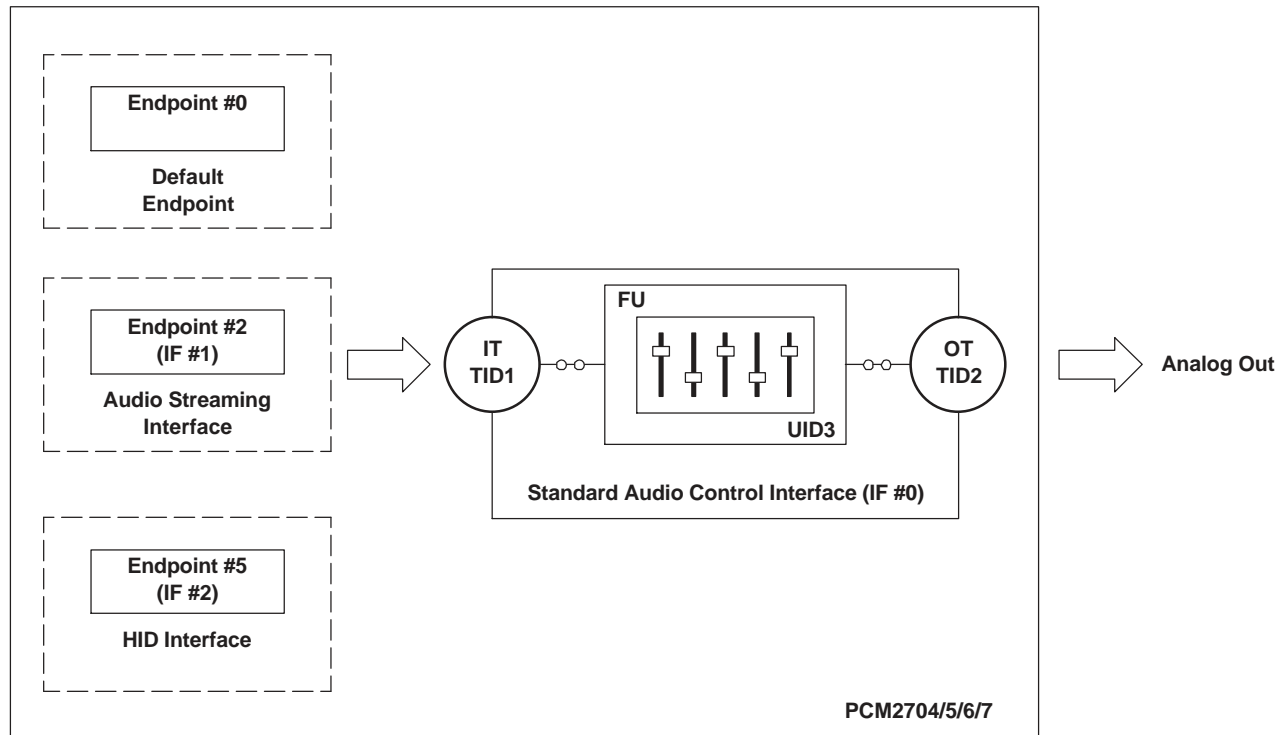 Endpoint #0
Default
Endpoint
Endpoint #2
(IF #1)
Audio Streaming
Interface
Endpoint #5
(IF #2)
HID Interface
IT
TID1
FU
UID3
OT
TID2
Standard Audio Control Interface (IF #0)
Analog Out
PCM2704/5/6/7